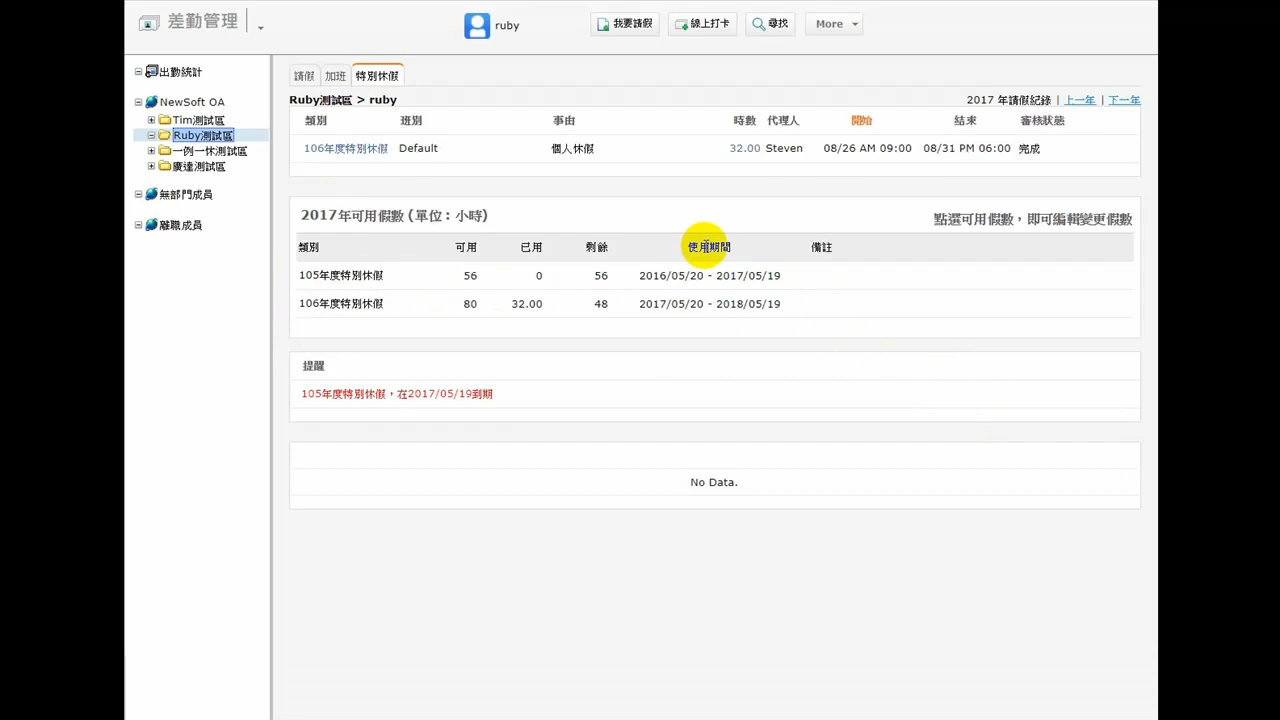 差勤管理
ruby
我要請假
線上打卡
尋找
More
出勤統計
NewSoft OA
Tim測試區
Ruby測試區
一例一休測試區
廣達測試區
無部門成員
離職成員
請假 加班 特別休假
Ruby測試區 > ruby
2017 年請假紀錄 | 上一年 | 下一年
類別 班別 事由 時數 代理人 開始 結束 審核狀態
106年度特別休假 Default 個人休假 32.00 Steven 08/26 AM 09:00 08/31 PM 06:00 完成
2017年可用假數 (單位：小時)
點選可用假數，即可編輯變更假數
類別 可用 已用 剩餘 使用期間 備註
105年度特別休假 56 0 56 2016/05/20 - 2017/05/19
106年度特別休假 80 32.00 48 2017/05/20 - 2018/05/19
提醒
105年度特別休假，在2017/05/19到期
No Data.